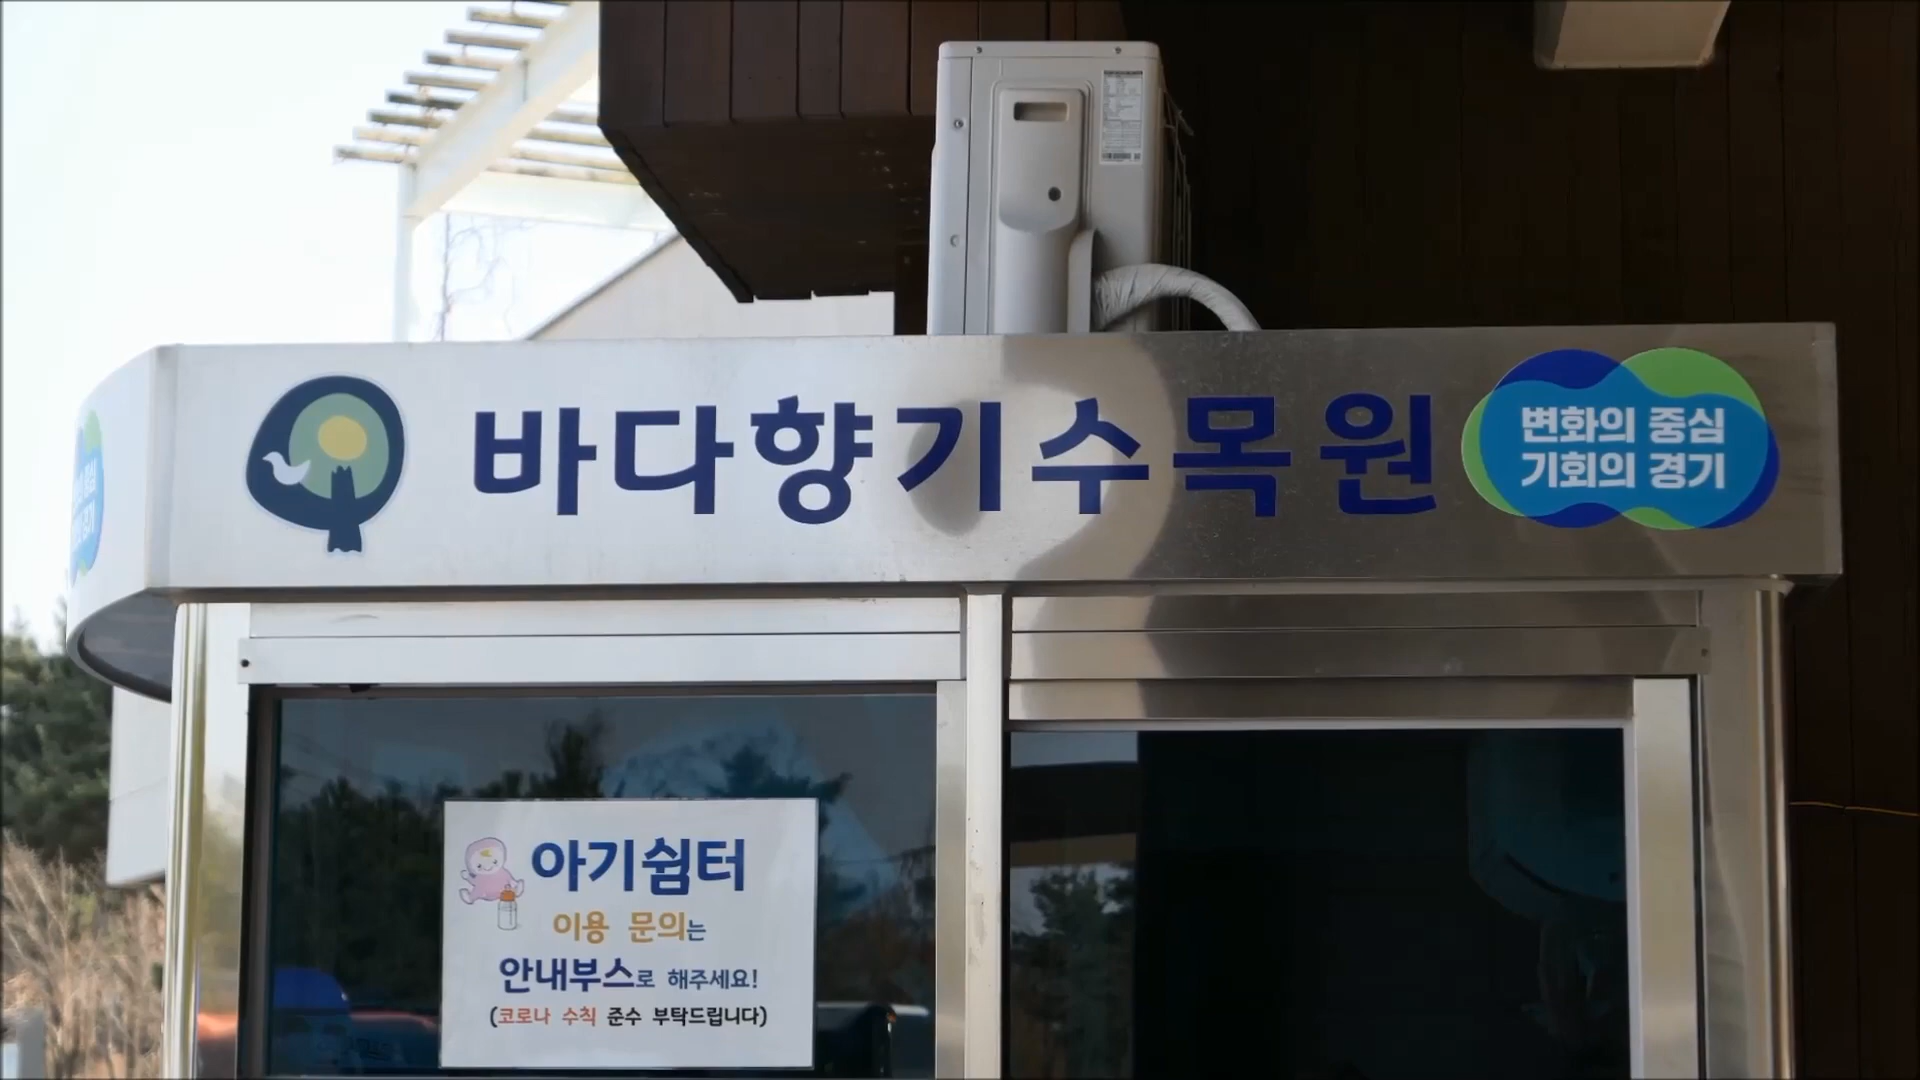 바다향기수목원
변화의 중심
기회의 경기
아기쉼터
이용 문의는
안내부스로 해주세요!
(코로나 수칙 준수 부탁드립니다)